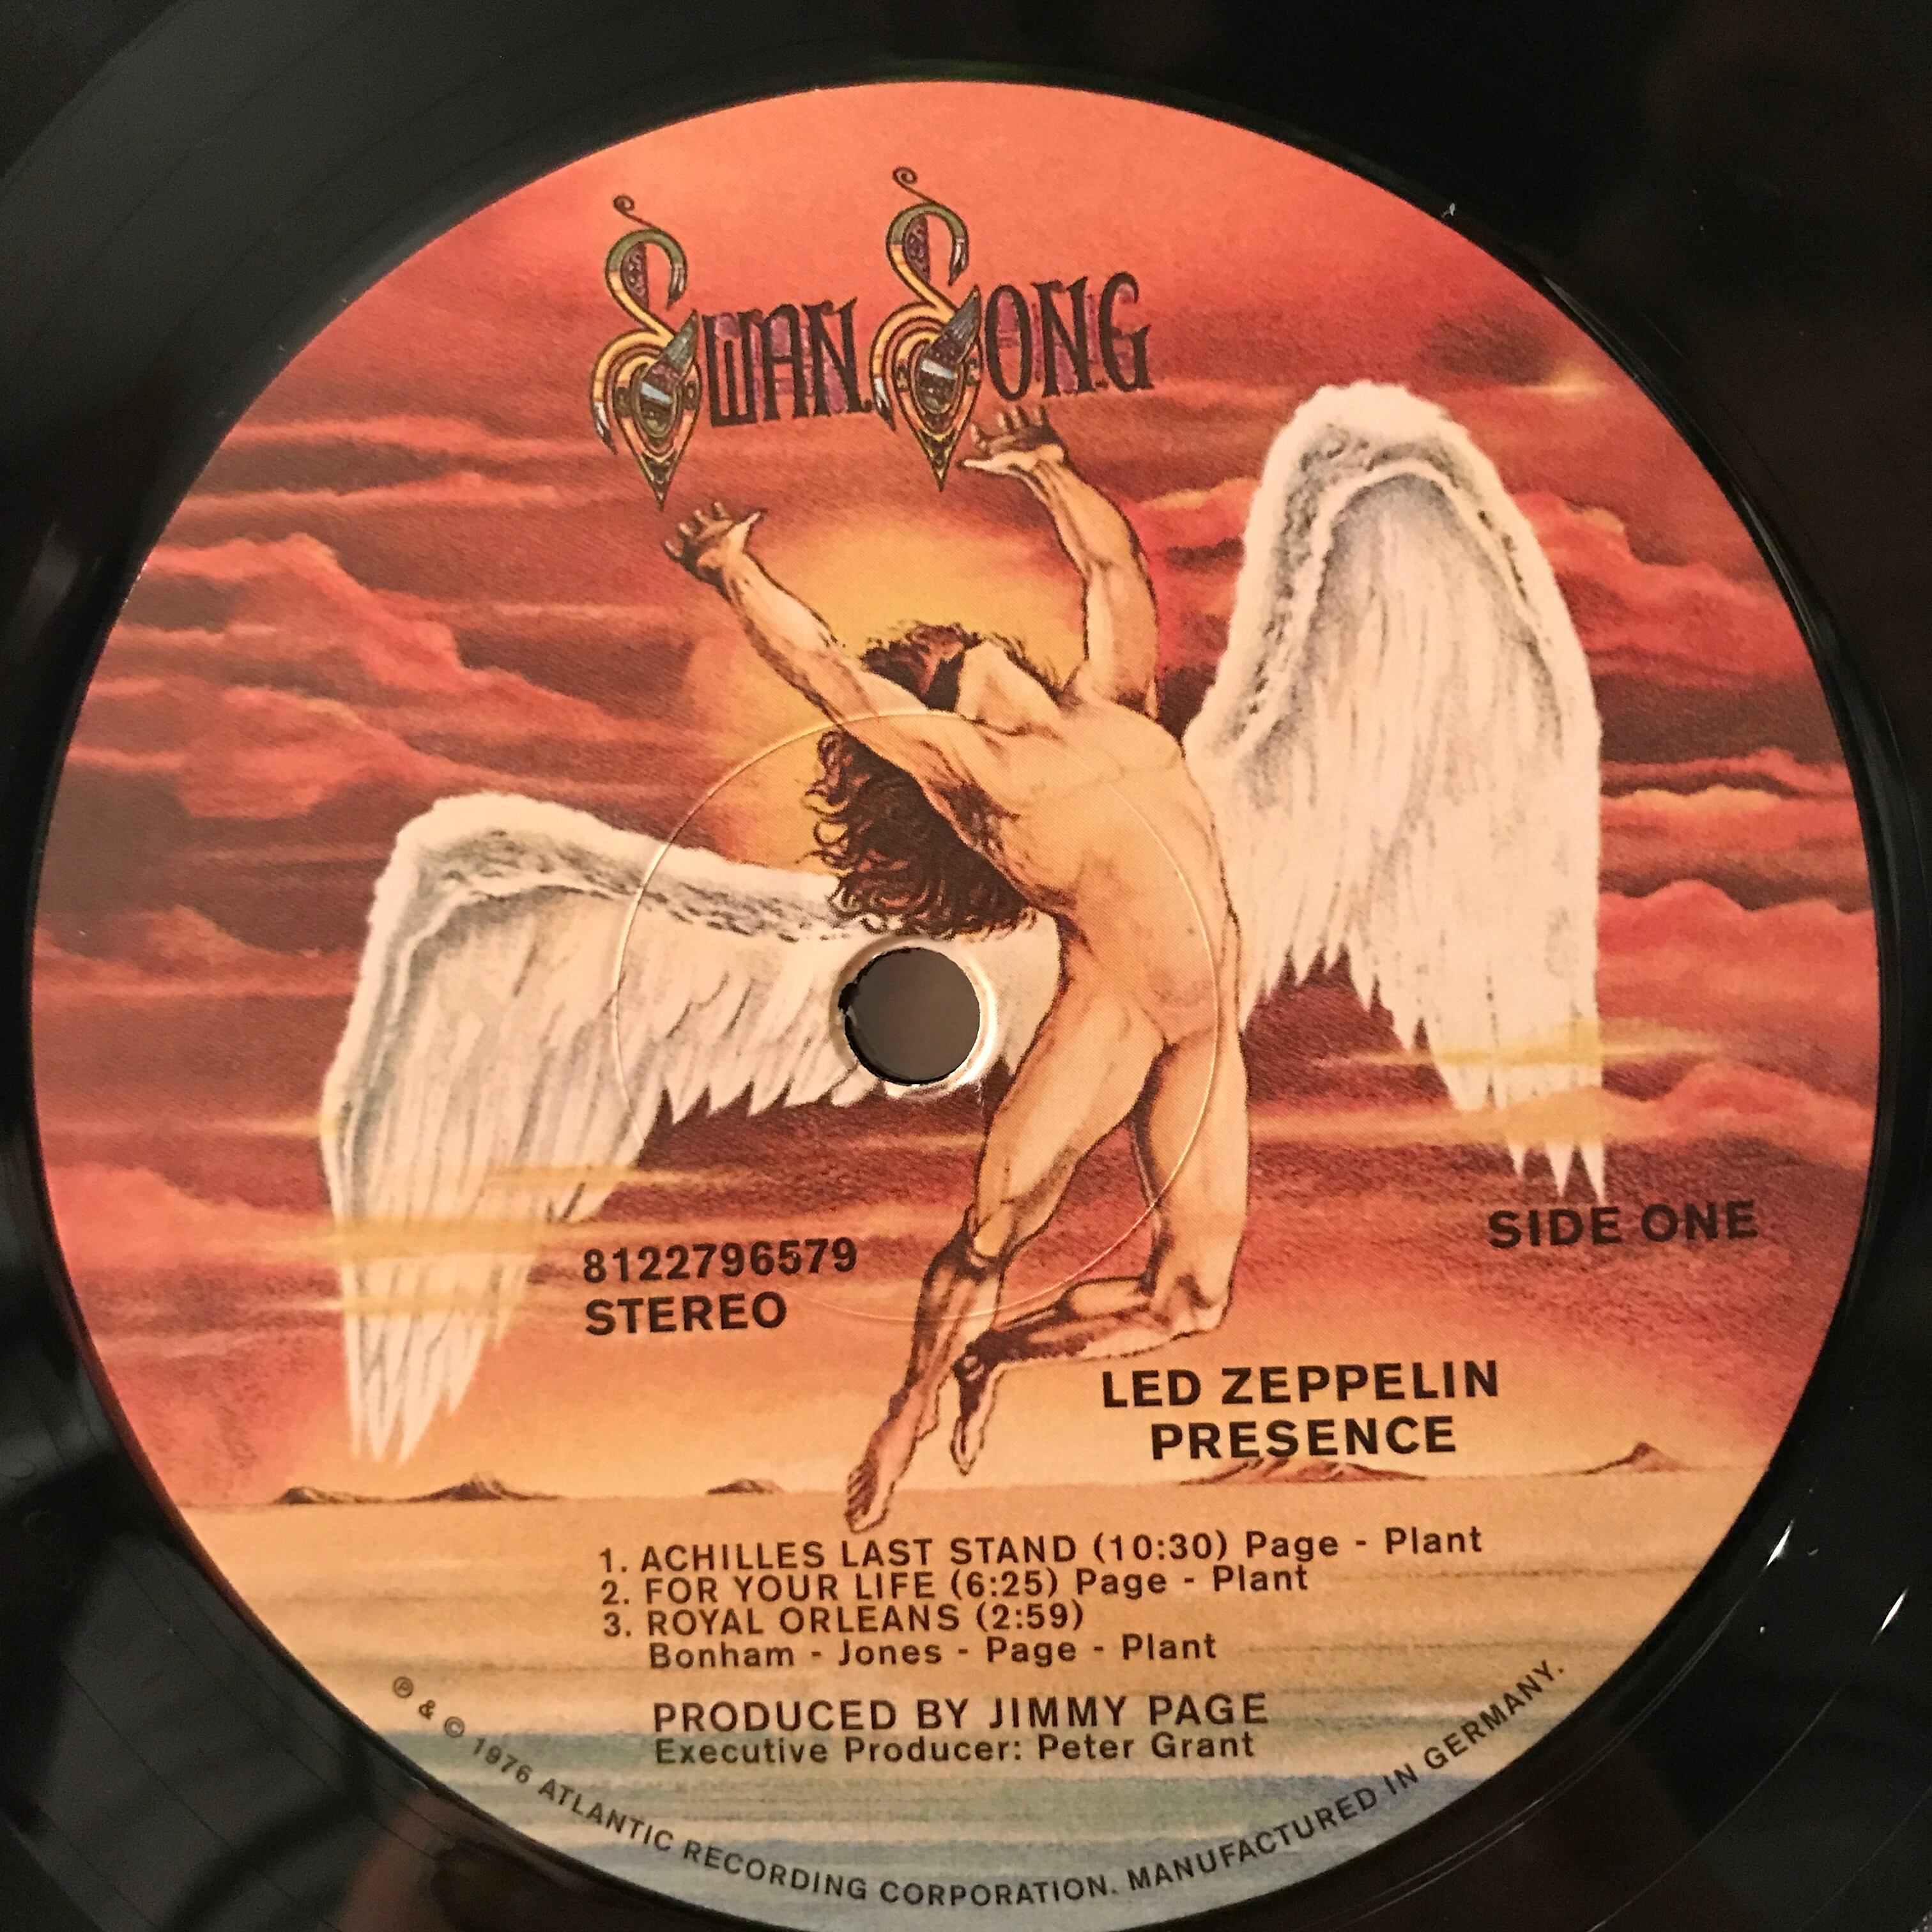 SWAN SONG
SIDE ONE
8122796579
STEREO
LED ZEPPELIN
PRESENCE
1. ACHILLES LAST STAND (10:30) Page - Plant
2. FOR YOUR LIFE (6:25) Page - Plant
3. ROYAL ORLEANS (2:59)
Bonham - Jones - Page - Plant
PRODUCED BY JIMMY PAGE
Executive Producer: Peter Grant
℗ & © 1976 ATLANTIC RECORDING CORPORATION. MANUFACTURED IN GERMANY.